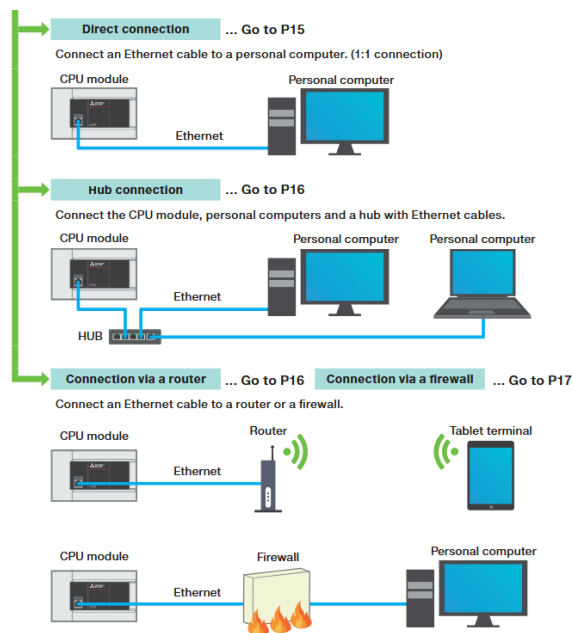 Direct connection ... Go to P15
Connect an Ethernet cable to a personal computer. (1:1 connection)
CPU module
Personal computer
Ethernet
Hub connection ... Go to P16
Connect the CPU module, personal computers and a hub with Ethernet cables.
CPU module
Personal computer
Personal computer
Ethernet
HUB
Connection via a router ... Go to P16 Connection via a firewall ... Go to P17
Connect an Ethernet cable to a router or a firewall.
CPU module
Router
Tablet terminal
Ethernet
CPU module
Firewall
Personal computer
Ethernet